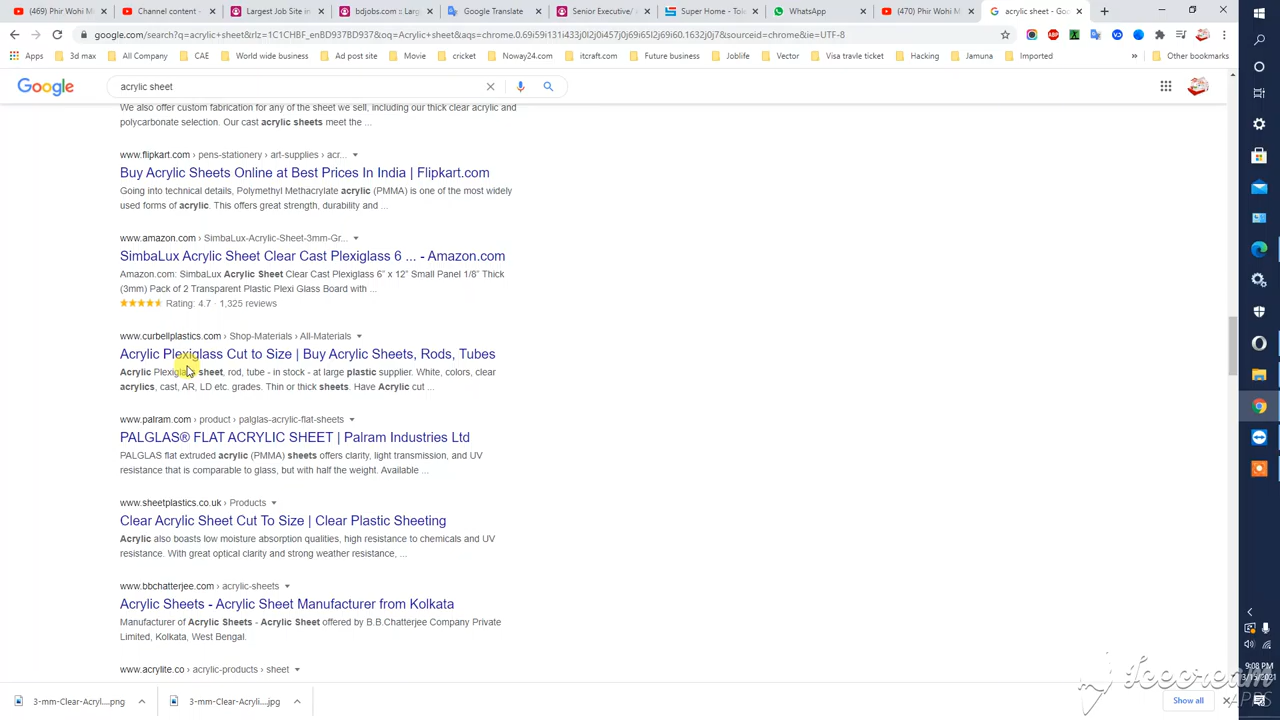 (469) Phir Wohi M
Channel content -
Largest Job Site in
bdjobs.com :: Larg
Google Translate
Senior Executive/
Super Home - Tolo
WhatsApp
(470) Phir Wohi M
acrylic sheet - Goo
google.com/search?q=acrylic+sheet&rlz=1C1CHBF_enBD937BD937&oq=Acrylic+sheet&aqs=chrome.0.69i59j131i433j0l2j0i457j0l69i65l2j69i60.1632j0j7&sourceid=chrome&ie=UTF-8
Apps
3d max
All Company
CAE
World wide business
Ad post site
Movie
cricket
Noway24.com
itcraft.com
Future business
Joblife
Vector
Hacking
Jamuna
Imported
»
Other bookmarks
Google
acrylic sheet
We also offer custom fabrication for any of the sheet we sell, including our thick clear acrylic and
polycarbonate selection. Our cast acrylic sheets meet the ...
www.flipkart.com › pens-stationery › art-supplies › acr...
Buy Acrylic Sheets Online at Best Prices In India | Flipkart.com
Going into technical details, Polymethyl Methacrylate acrylic (PMMA) is one of the most widely
used forms of acrylic. This offers great strength, durability and ...
www.amazon.com › SimbaLux-Acrylic-Sheet-3mm-Gr...
SimbaLux Acrylic Sheet Clear Cast Plexiglass 6 ... - Amazon.com
Amazon.com: SimbaLux Acrylic Sheet Clear Cast Plexiglass 6” x 12” Small Panel 1/8” Thick
(3mm) Pack of 2 Transparent Plastic Plexi Glass Board with ...
Rating: 4.7 · 1,325 reviews
www.curbellplastics.com › Shop-Materials › All-Materials
Acrylic Plexiglass Cut to Size | Buy Acrylic Sheets, Rods, Tubes
Acrylic Plexiglass sheet, rod, tube - in stock - at large plastic supplier. White, colors, clear
acrylics, cast, AR, LD etc. grades. Thin or thick sheets. Have Acrylic cut ...
www.palram.com › product › palglas-acrylic-flat-sheets
PALGLAS® FLAT ACRYLIC SHEET | Palram Industries Ltd
PALGLAS flat extruded acrylic (PMMA) sheets offers clarity, light transmission, and UV
resistance that is comparable to glass, but with half the weight. Available ...
www.sheetplastics.co.uk › Products
Clear Acrylic Sheet Cut To Size | Clear Plastic Sheeting
Acrylic also boasts low moisture absorption qualities, high resistance to chemicals and UV
resistance. With great optical clarity and strong weather resistance, ...
www.bbchatterjee.com › acrylic-sheets
Acrylic Sheets - Acrylic Sheet Manufacturer from Kolkata
Manufacturer of Acrylic Sheets - Acrylic Sheet offered by B.B.Chatterjee Company Private
Limited, Kolkata, West Bengal.
www.acrylite.co › acrylic-products › sheet
3-mm-Clear-Acryl....png
3-mm-Clear-Acryli....jpg
Show all
9:08 PM
3/15/2021
Icecream
APPS